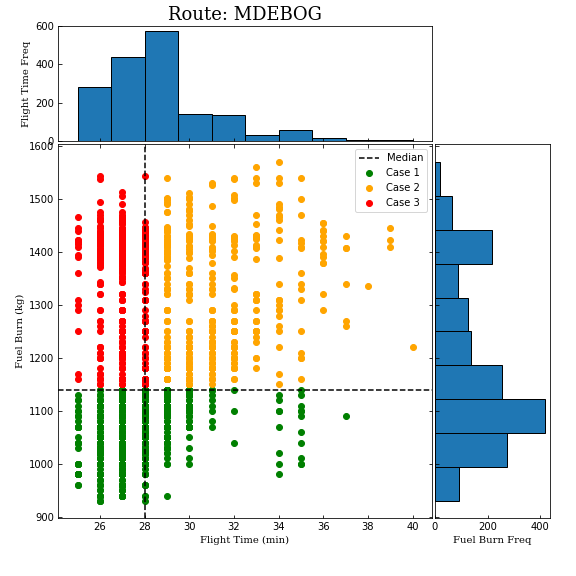 Route: MDEBOG
600
400
200
0
Flight Time Freq
Median
Case 1
Case 2
Case 3
1600
1500
1400
1300
1200
1100
1000
900
Fuel Burn (kg)
26 28 30 32 34 36 38 40
Flight Time (min)
0 200 400
Fuel Burn Freq